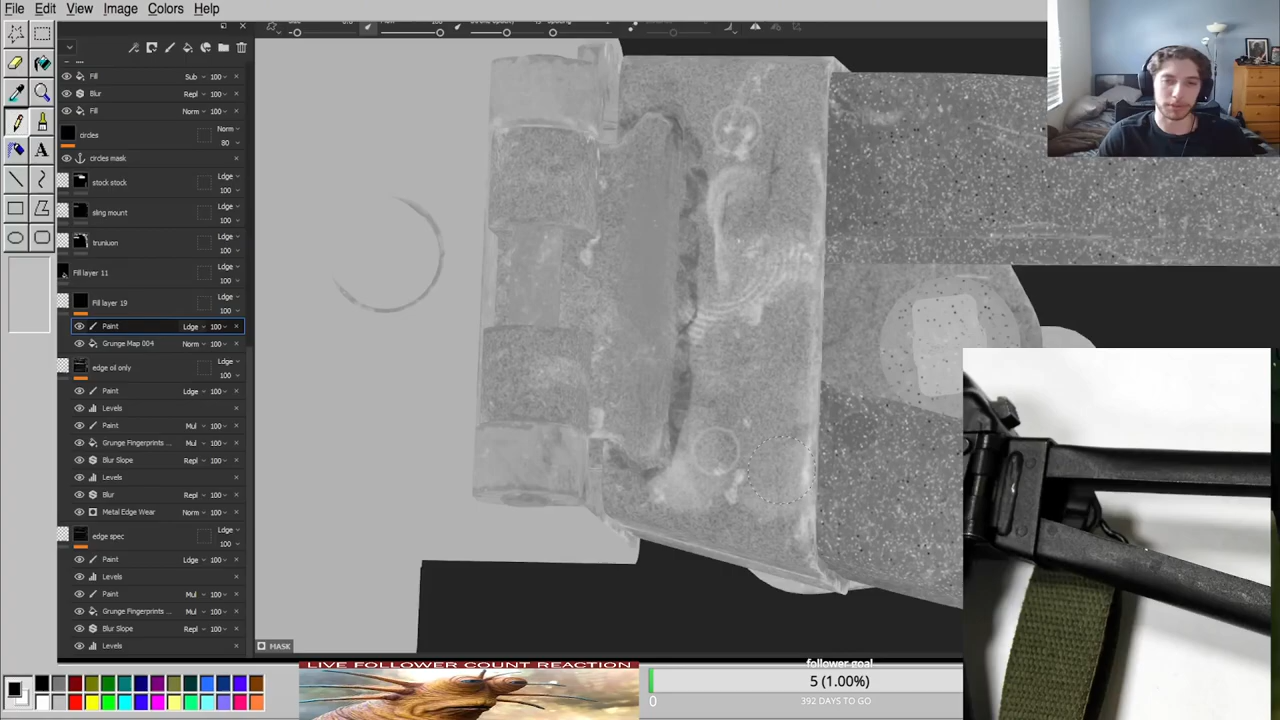 File Edit View Image Colors Help
Fill Sub 100
Blur Repl 100
Fill Norm 100
circles Norm 80
circles mask
stock stock Ldge 100
sling mount Ldge 100
Ldge 100
Fill layer 11 Ldge 100
Fill layer 19 Ldge 100
Paint Ldge 100
Grunge Map 004 Norm 100
edge oil only Ldge 100
Paint Ldge 100
Levels
Paint Mul 100
Grunge Fingerprints ... Mul 100
Blur Slope Repl 100
Levels
Blur Repl 100
Metal Edge Wear Norm 100
edge spec Ldge 100
Paint Ldge 100
Levels
Paint Mul 100
Grunge Fingerprints ... Mul 100
Blur Slope Repl 100
Levels
MASK
LIVE FOLLOWER COUNT REACTION
follower goal
5 (1.00%)
0
392 DAYS TO GO
A